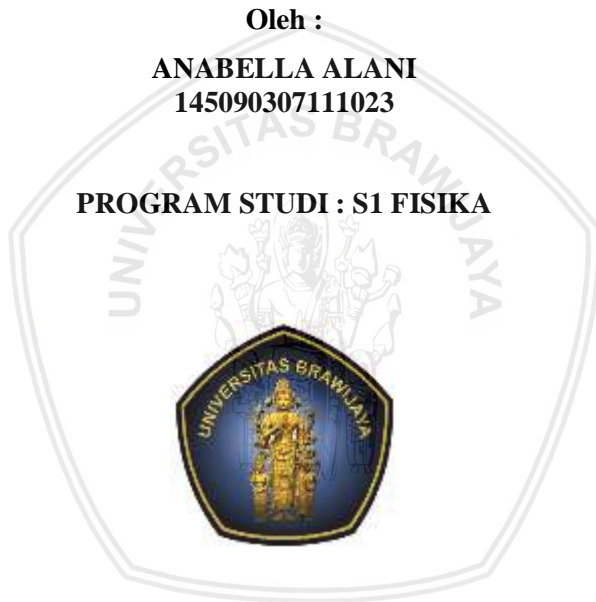 Oleh :
ANABELLA ALANI
145090307111023
UNIVERSITAS BRAWIJAYA
PROGRAM STUDI : S1 FISIKA
UNIVERSITAS BRAWIJAYA